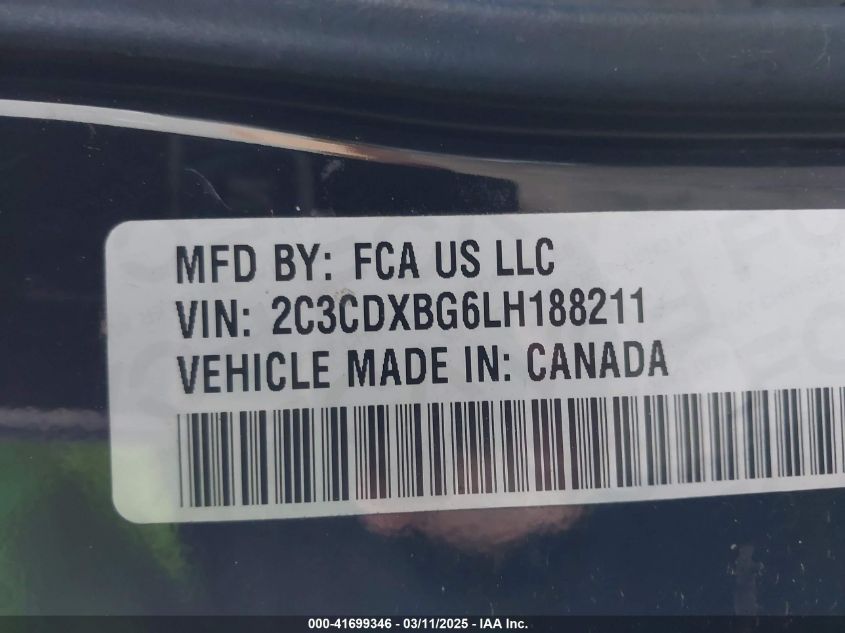 MFD BY: FCA US LLC
VIN: 2C3CDXBG6LH188211
VEHICLE MADE IN: CANADA
000-41699346 / 03/11/2025 - IAA Inc.